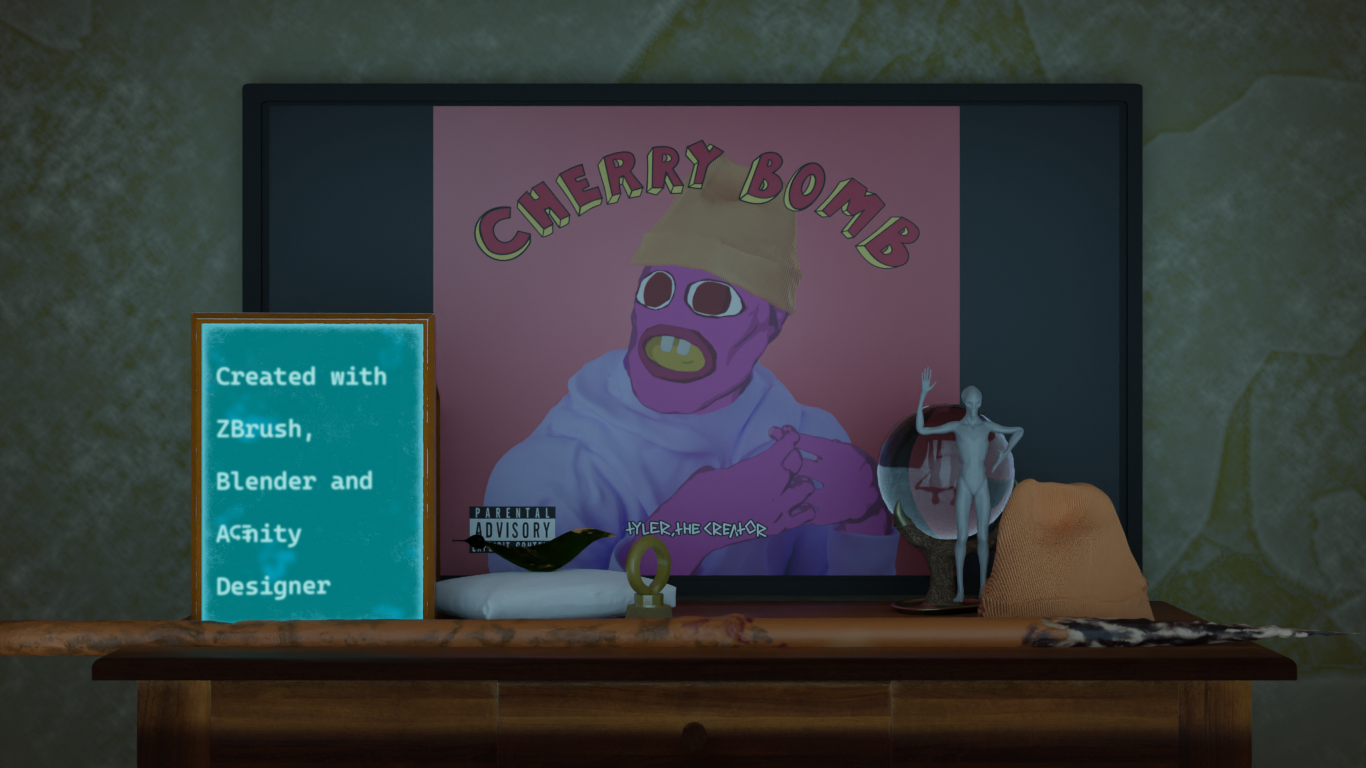 CHERRY BOMB
Created with
ZBrush,
Blender and
Designer
PARENTAL
ADVISORY
TYLER,THE CREATOR